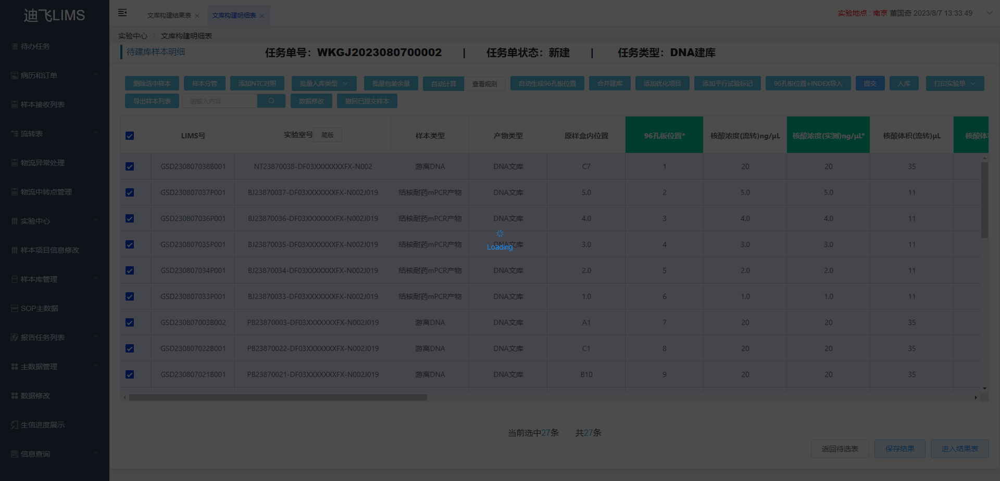 迪飞LIMS
待办任务
病历和订单
样本接收列表
流转表
物流异常处理
物流中转点管理
实验中心
样本项目信息修改
样本库管理
SOP主数据
报告任务列表
主数据管理
数据修改
生信进度展示
信息查询
文库构建结果表 × 文库构建明细表 ×
实验地点 : 南京 董国奇 2023/8/7 13:33:49
实验中心 > 文库构建明细表
待建库样本明细 任务单号：WKGJ2023080700002 | 任务单状态：新建 | 任务类型：DNA建库
删除选中样本 样本分管 添加NTC对照 批量入库类型 批量包装余量 自动计算 查看规则 自动生成96孔板位置 合并建库 添加优化项目 添加平行试验标记 96孔板位置+INDEX导入 提交 入库 打印实验单
导出样本列表 请输入内容 数据修改 撤回已提交样本
LIMS号 实验室号 简版 样本类型 产物类型 原样盒内位置 96孔板位置* 核酸浓度(流转)ng/μL 核酸浓度(实测)ng/μL* 核酸体积(流转)μL 核酸体
GSD230807038B001 NT23870038-DF03XXXXXXXFX-N002 游离DNA DNA文库 C7 1 20 20 35
GSD230807037P001 BJ23870037-DF03XXXXXXXFX-N002J019 结核耐药mPCR产物 DNA文库 5.0 2 5.0 5.0 11
GSD230807036P001 BJ23870036-DF03XXXXXXXFX-N002J019 结核耐药mPCR产物 DNA文库 4.0 3 4.0 4.0 11
GSD230807035P001 BJ23870035-DF03XXXXXXXFX-N002J019 结核耐药mPCR产物 DNA文库 3.0 4 3.0 3.0 11
Loading
GSD230807034P001 BJ23870034-DF03XXXXXXXFX-N002J019 结核耐药mPCR产物 DNA文库 2.0 5 2.0 2.0 11
GSD230807033P001 BJ23870033-DF03XXXXXXXFX-N002J019 结核耐药mPCR产物 DNA文库 1.0 6 1.0 1.0 11
GSD230807003B002 PB23870003-DF03XXXXXXXFX-N002J019 游离DNA DNA文库 A1 7 20 20 35
GSD230807022B001 PB23870022-DF03XXXXXXXFX-N002J019 游离DNA DNA文库 C1 8 20 20 35
GSD230807021B001 PB23870021-DF03XXXXXXXFX-N002J019 游离DNA DNA文库 B10 9 20 20 35
当前选中27条 共27条
返回待选表 保存结果 进入结果表